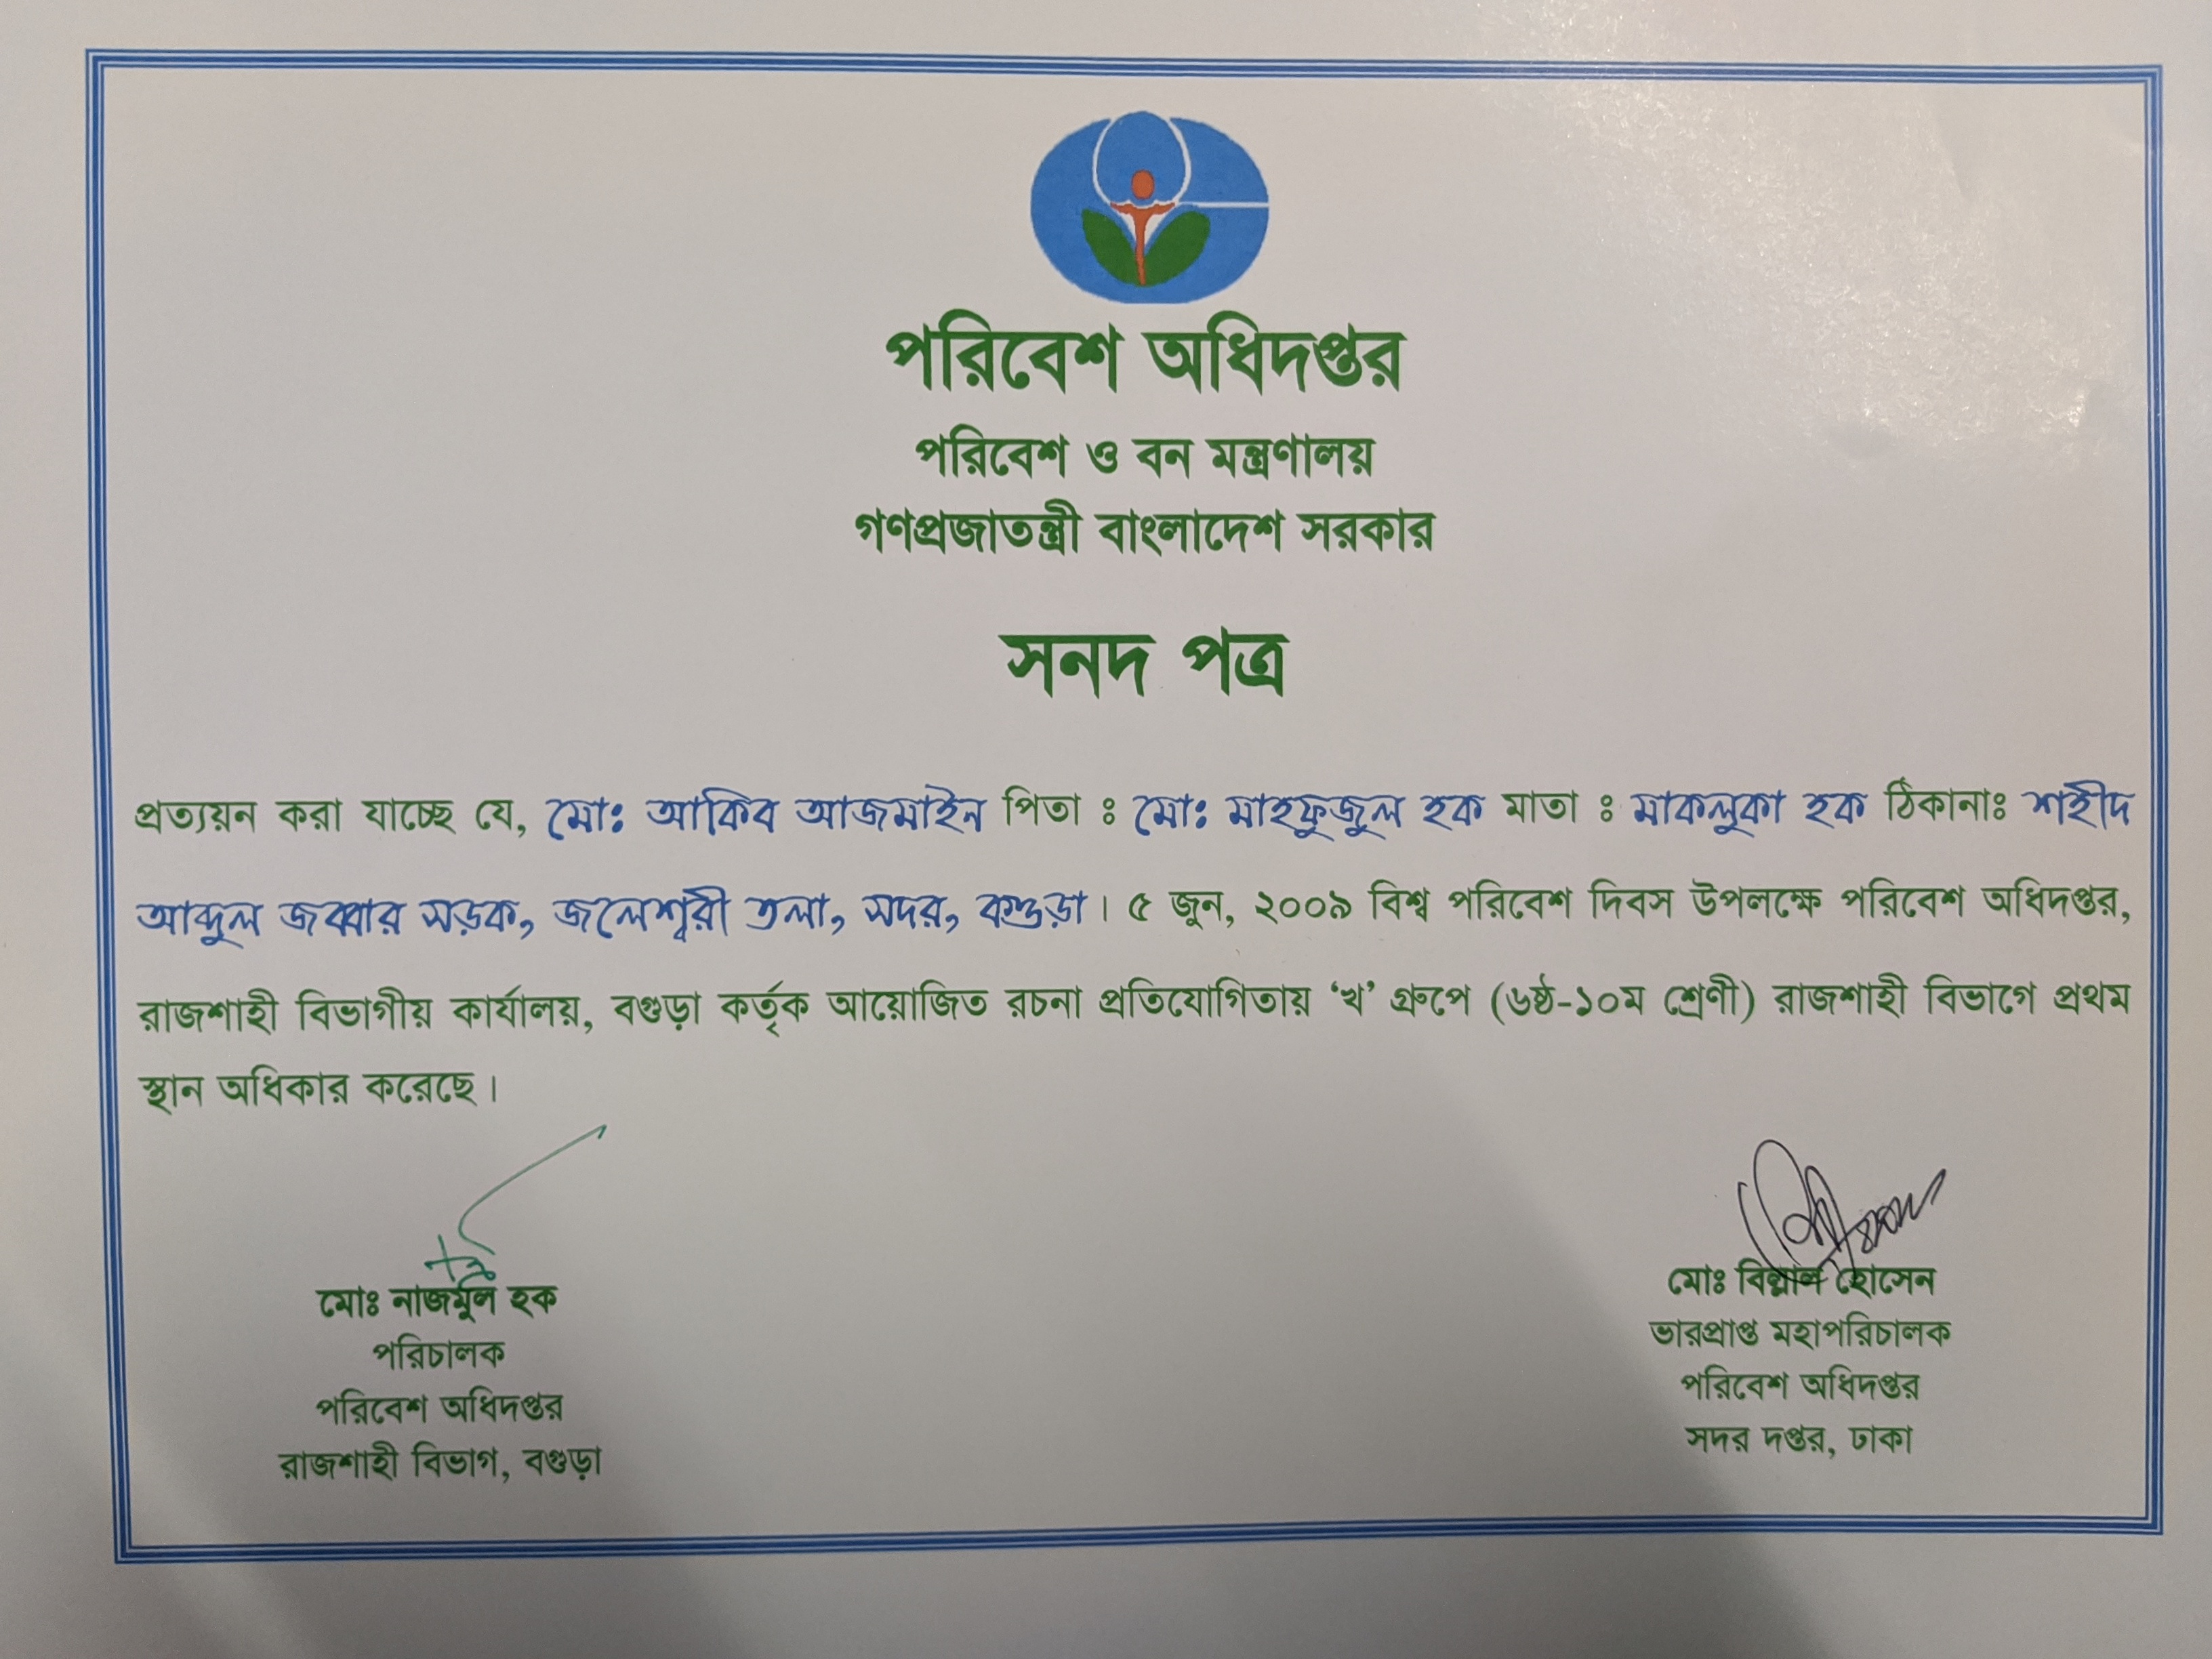 পরিবেশ অধিদপ্তর
পরিবেশ ও বন মন্ত্রণালয়
গণপ্রজাতন্ত্রী বাংলাদেশ সরকার
সনদ পত্র
প্রত্যয়ন করা যাচ্ছে যে, মোঃ আকিব আজমাইন পিতা ঃ মোঃ মাহফুজুল হক মাতা ঃ মাকলুকা হক ঠিকানাঃ শহীদ
আব্দুল জব্বার সড়ক, জলেশ্বরী তলা, সদর, বগুড়া। ৫ জুন, ২০০৯ বিশ্ব পরিবেশ দিবস উপলক্ষে পরিবেশ অধিদপ্তর,
রাজশাহী বিভাগীয় কার্যালয়, বগুড়া কর্তৃক আয়োজিত রচনা প্রতিযোগিতায় ‘খ’ গ্রুপে (৬ষ্ঠ-১০ম শ্রেণী) রাজশাহী বিভাগে প্রথম
স্থান অধিকার করেছে।
মোঃ নাজমুল হক
পরিচালক
পরিবেশ অধিদপ্তর
রাজশাহী বিভাগ, বগুড়া
মোঃ বিল্লাল হোসেন
ভারপ্রাপ্ত মহাপরিচালক
পরিবেশ অধিদপ্তর
সদর দপ্তর, ঢাকা